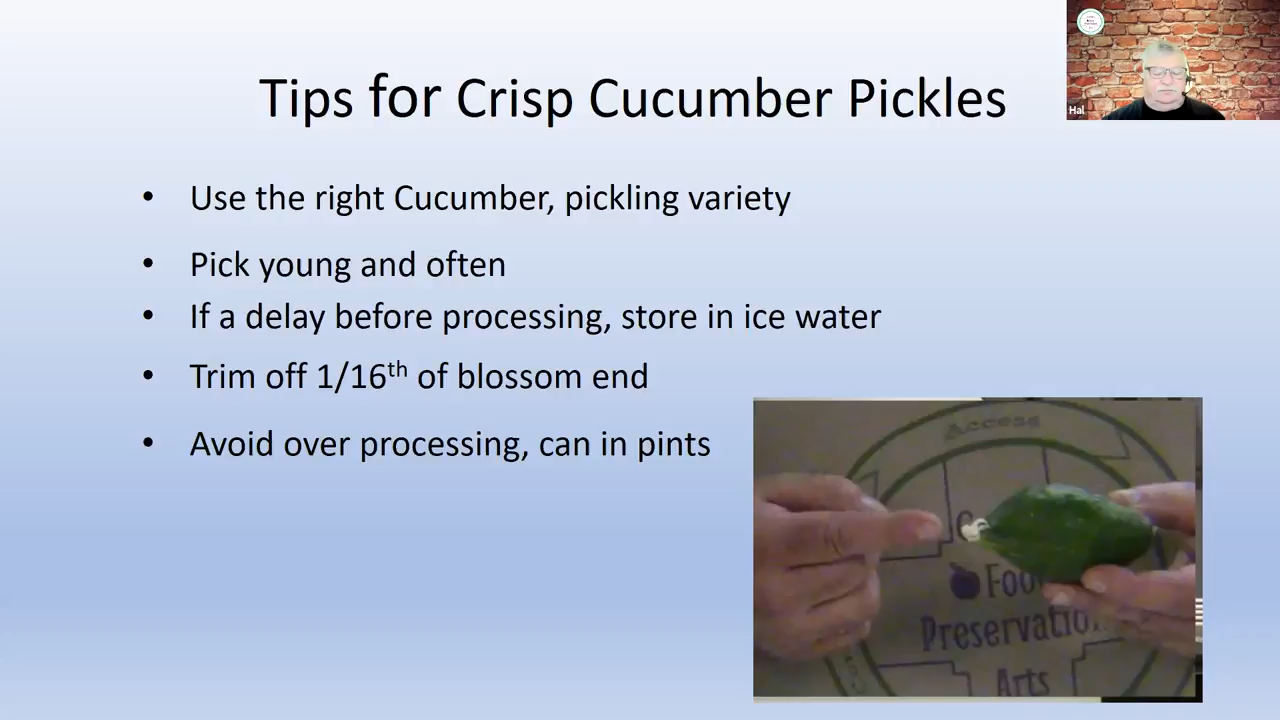 Tips for Crisp Cucumber Pickles
Hal
• Use the right Cucumber, pickling variety
• Pick young and often
• If a delay before processing, store in ice water
• Trim off 1/16th of blossom end
• Avoid over processing, can in pints
Access
Preservation
Arts